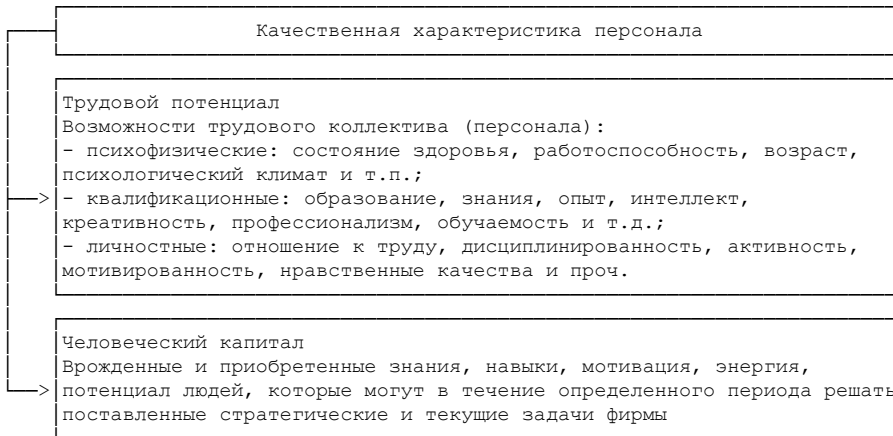 Качественная характеристика персонала
Трудовой потенциал
Возможности трудового коллектива (персонала):
- психофизические: состояние здоровья, работоспособность, возраст,
психологический климат и т.п.;
- квалификационные: образование, знания, опыт, интеллект,
креативность, профессионализм, обучаемость и т.д.;
- личностные: отношение к труду, дисциплинированность, активность,
мотивированность, нравственные качества и проч.
Человеческий капитал
Врожденные и приобретенные знания, навыки, мотивация, энергия,
потенциал людей, которые могут в течение определенного периода решать
поставленные стратегические и текущие задачи фирмы